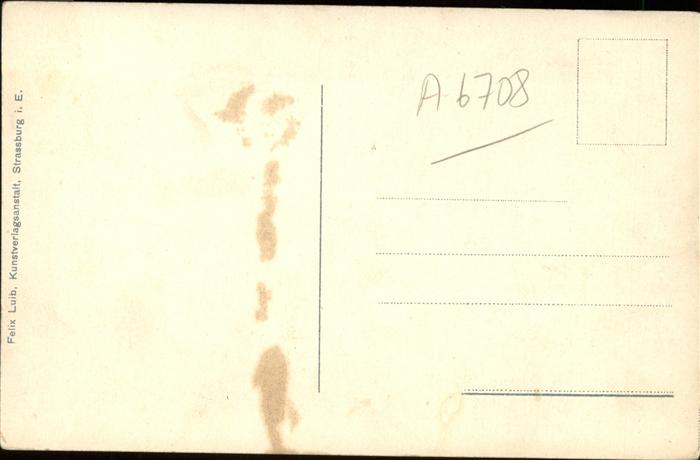 Felix Luib, Kunstverlagsanstalt, Strassburg i. E.
A-6708